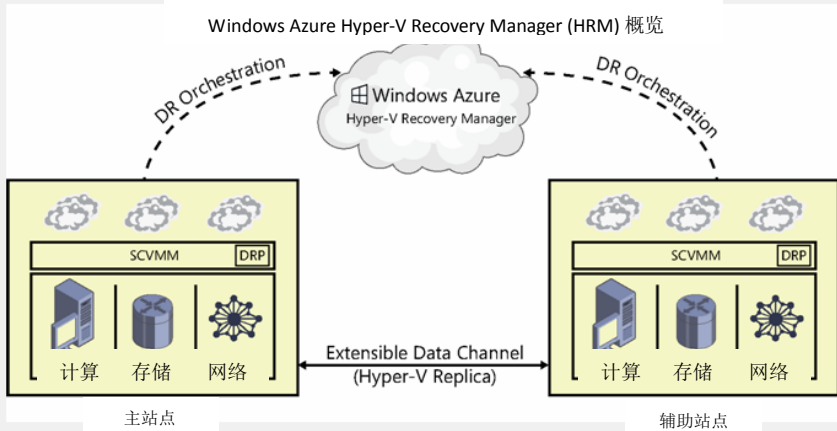 Windows Azure Hyper-V Recovery Manager (HRM) 概览
DR Orchestration
DR Orchestration
Windows Azure
Hyper-V Recovery Manager
SCVMM
DRP
SCVMM
DRP
计算
存储
网络
Extensible Data Channel
(Hyper-V Replica)
计算
存储
网络
主站点
辅助站点